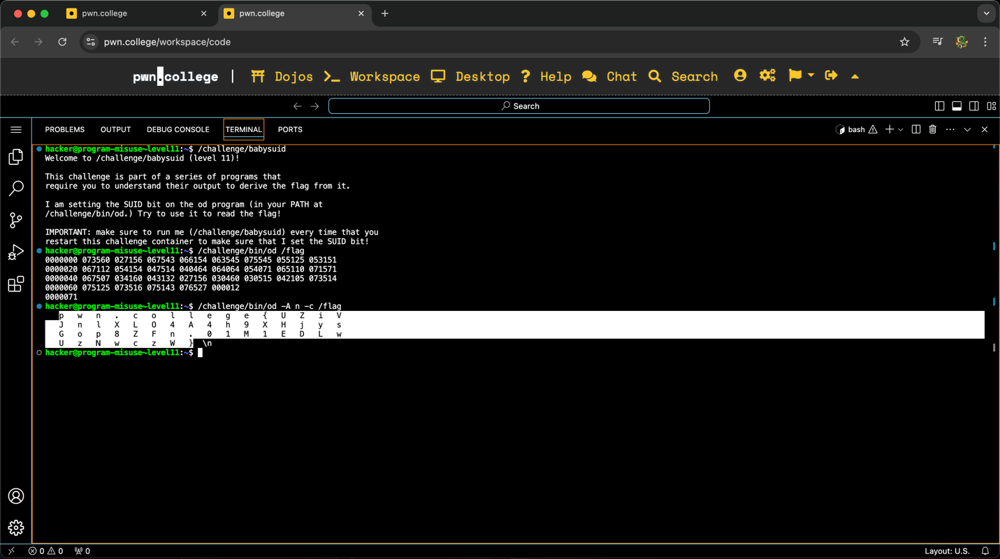 pwn.college
pwn.college
pwn.college/workspace/code
pwn.college | Dojos Workspace Desktop ? Help Chat Search
Search
PROBLEMS OUTPUT DEBUG CONSOLE TERMINAL PORTS
bash
hacker@program-misuse~level11:~$ /challenge/babysuid
Welcome to /challenge/babysuid (level 11)!
This challenge is part of a series of programs that
require you to understand their output to derive the flag from it.
I am setting the SUID bit on the od program (in your PATH at
/challenge/bin/od.) Try to use it to read the flag!
IMPORTANT: make sure to run me (/challenge/babysuid) every time that you
restart this challenge container to make sure that I set the SUID bit!
hacker@program-misuse~level11:~$ /challenge/bin/od /flag
0000000 073560 027156 067543 066154 063545 075545 055125 053151
0000020 067112 054154 047514 040464 064064 054071 065110 071571
0000040 067507 034160 043132 027156 030460 030515 042105 073514
0000060 075125 073516 075143 076527 000012
0000071
hacker@program-misuse~level11:~$ /challenge/bin/od -A n -c /flag
p w n . c o l l e g e { U Z i V
J n l X L O 4 A 4 h 9 X H j y s
G o p 8 Z F n . 0 1 M 1 E D L w
U z N w c z W } \n
hacker@program-misuse~level11:~$
0 0 0
Layout: U.S.